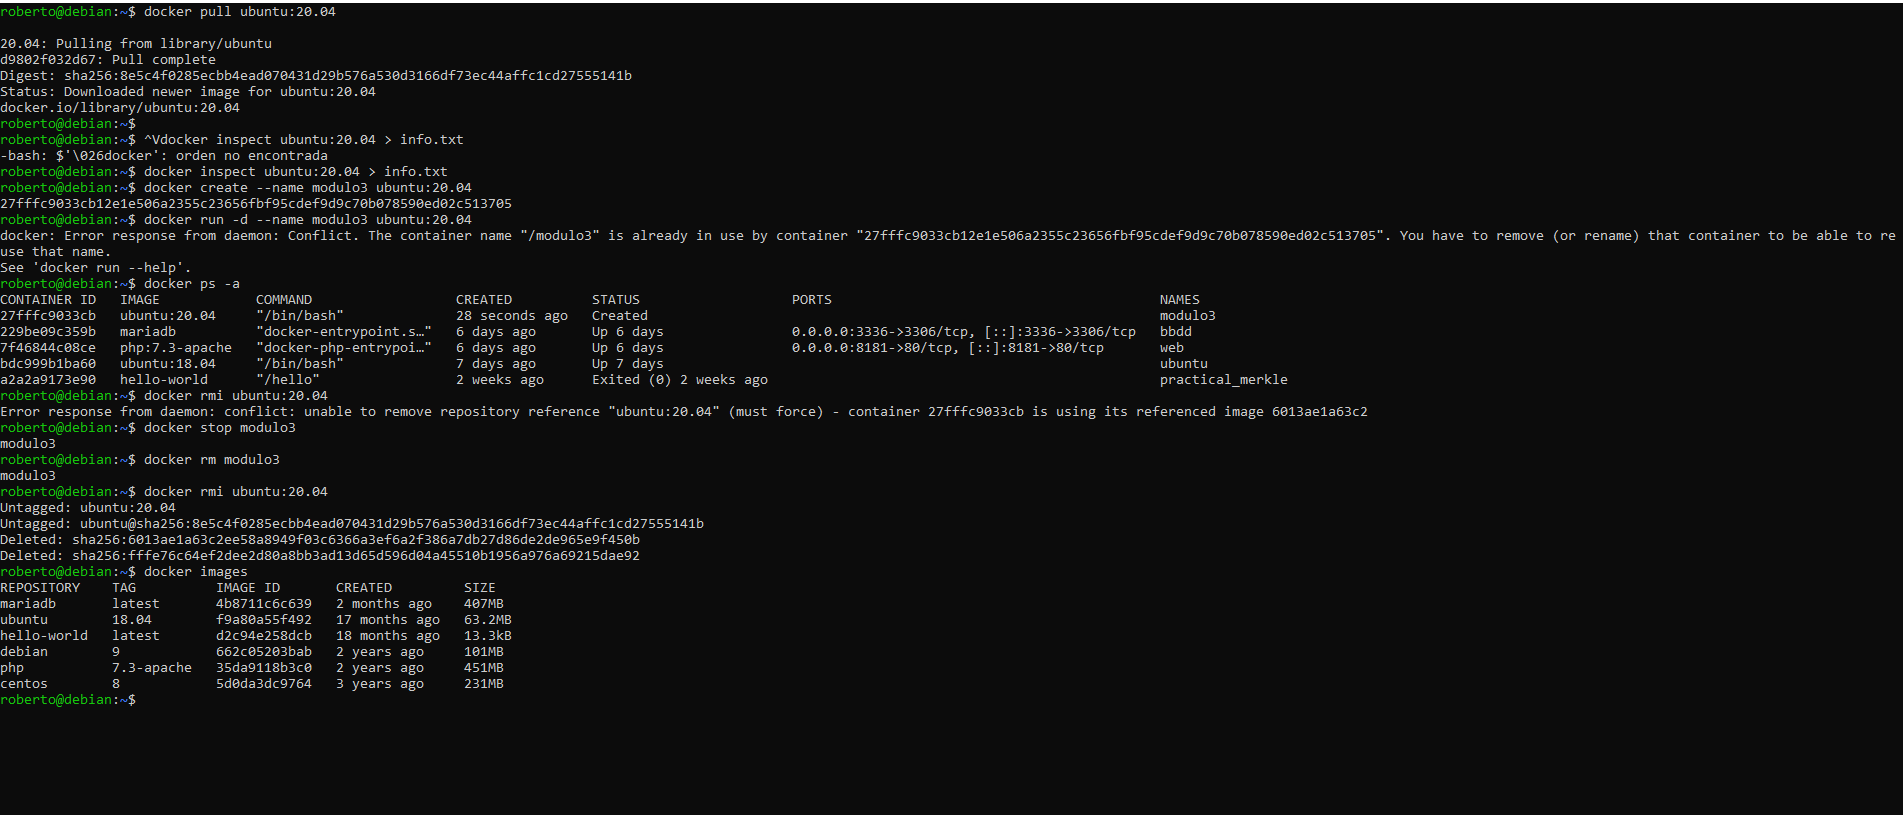 roberto@debian:~$ docker pull ubuntu:20.04
20.04: Pulling from library/ubuntu
d9802f032d67: Pull complete
Digest: sha256:8e5c4f0285ecbb4ead070431d29b576a530d3166df73ec44affc1cd27555141b
Status: Downloaded newer image for ubuntu:20.04
docker.io/library/ubuntu:20.04
roberto@debian:~$
roberto@debian:~$ ^Vdocker inspect ubuntu:20.04 > info.txt
-bash: $'\026docker': orden no encontrada
roberto@debian:~$ docker inspect ubuntu:20.04 > info.txt
roberto@debian:~$ docker create --name modulo3 ubuntu:20.04
27fffc9033cb12e1e506a2355c23656fbf95cdef9d9c70b078590ed02c513705
roberto@debian:~$ docker run -d --name modulo3 ubuntu:20.04
docker: Error response from daemon: Conflict. The container name "/modulo3" is already in use by container "27fffc9033cb12e1e506a2355c23656fbf95cdef9d9c70b078590ed02c513705". You have to remove (or rename) that container to be able to re
use that name.
See 'docker run --help'.
roberto@debian:~$ docker ps -a
CONTAINER ID   IMAGE            COMMAND                  CREATED          STATUS                   PORTS                                         NAMES
27fffc9033cb   ubuntu:20.04     "/bin/bash"              28 seconds ago   Created                                                                modulo3
229be09c359b   mariadb          "docker-entrypoint.s…"   6 days ago       Up 6 days                0.0.0.0:3336->3306/tcp, [::]:3336->3306/tcp   bbdd
7f46844c08ce   php:7.3-apache   "docker-php-entrypoi…"   6 days ago       Up 6 days                0.0.0.0:8181->80/tcp, [::]:8181->80/tcp       web
bdc999b1ba60   ubuntu:18.04     "/bin/bash"              7 days ago       Up 7 days                                                              ubuntu
a2a2a9173e90   hello-world      "/hello"                 2 weeks ago      Exited (0) 2 weeks ago                                                 practical_merkle
roberto@debian:~$ docker rmi ubuntu:20.04
Error response from daemon: conflict: unable to remove repository reference "ubuntu:20.04" (must force) - container 27fffc9033cb is using its referenced image 6013ae1a63c2
roberto@debian:~$ docker stop modulo3
modulo3
roberto@debian:~$ docker rm modulo3
modulo3
roberto@debian:~$ docker rmi ubuntu:20.04
Untagged: ubuntu:20.04
Untagged: ubuntu@sha256:8e5c4f0285ecbb4ead070431d29b576a530d3166df73ec44affc1cd27555141b
Deleted: sha256:6013ae1a63c2ee58a8949f03c6366a3ef6a2f386a7db27d86de2de965e9f450b
Deleted: sha256:fffe76c64ef2dee2d80a8bb3ad13d65d596d04a45510b1956a976a69215dae92
roberto@debian:~$ docker images
REPOSITORY    TAG          IMAGE ID       CREATED         SIZE
mariadb       latest       4b8711c6c639   2 months ago    407MB
ubuntu        18.04        f9a80a55f492   17 months ago   63.2MB
hello-world   latest       d2c94e258dcb   18 months ago   13.3kB
debian        9            662c05203bab   2 years ago     101MB
php           7.3-apache   35da9118b3c0   2 years ago     451MB
centos        8            5d0da3dc9764   3 years ago     231MB
roberto@debian:~$